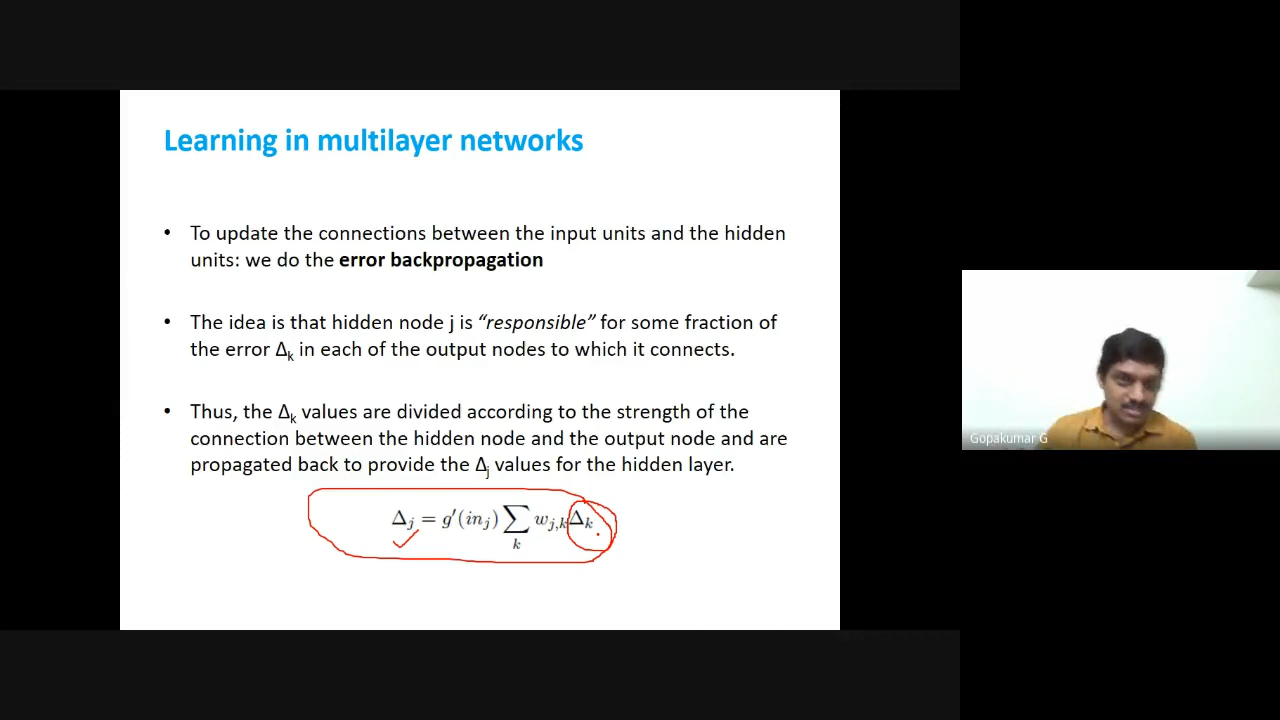 Learning in multilayer networks
• To update the connections between the input units and the hidden
units: we do the error backpropagation
• The idea is that hidden node j is “responsible” for some fraction of
the error Δk in each of the output nodes to which it connects.
• Thus, the Δk values are divided according to the strength of the
connection between the hidden node and the output node and are
propagated back to provide the Δj values for the hidden layer.
Δj = g′(inj) ∑k wj,kΔk
Gopakumar G